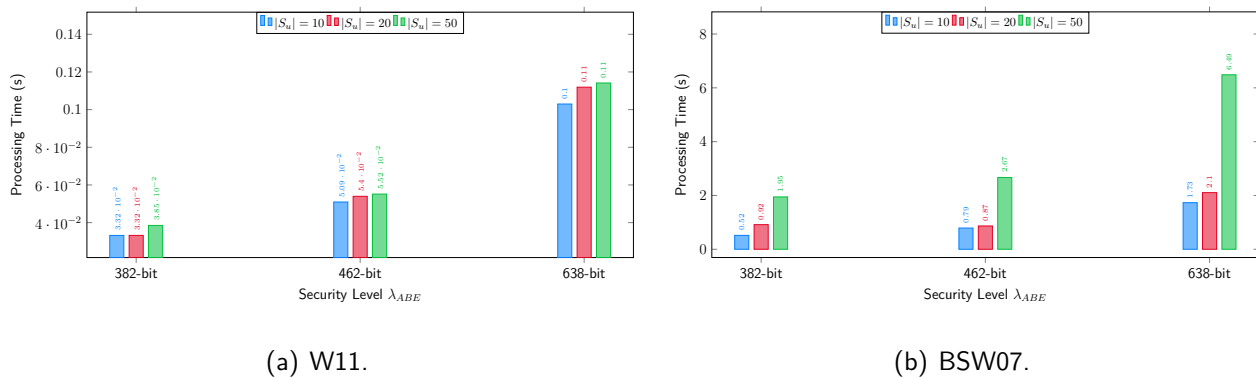 |S_u| = 10 |S_u| = 20 |S_u| = 50
0.14
0.12
0.1
8 · 10⁻²
6 · 10⁻²
4 · 10⁻²
Processing Time (s)
3.32 · 10⁻²
3.32 · 10⁻²
3.85 · 10⁻²
5.09 · 10⁻²
5.4 · 10⁻²
5.52 · 10⁻²
0.1
0.11
0.11
382-bit 462-bit 638-bit
Security Level λ_ABE
(a) W11.
|S_u| = 10 |S_u| = 20 |S_u| = 50
8
6
4
2
0
Processing Time (s)
0.52
0.92
1.95
0.79
0.87
2.67
1.73
2.1
6.49
382-bit 462-bit 638-bit
Security Level λ_ABE
(b) BSW07.